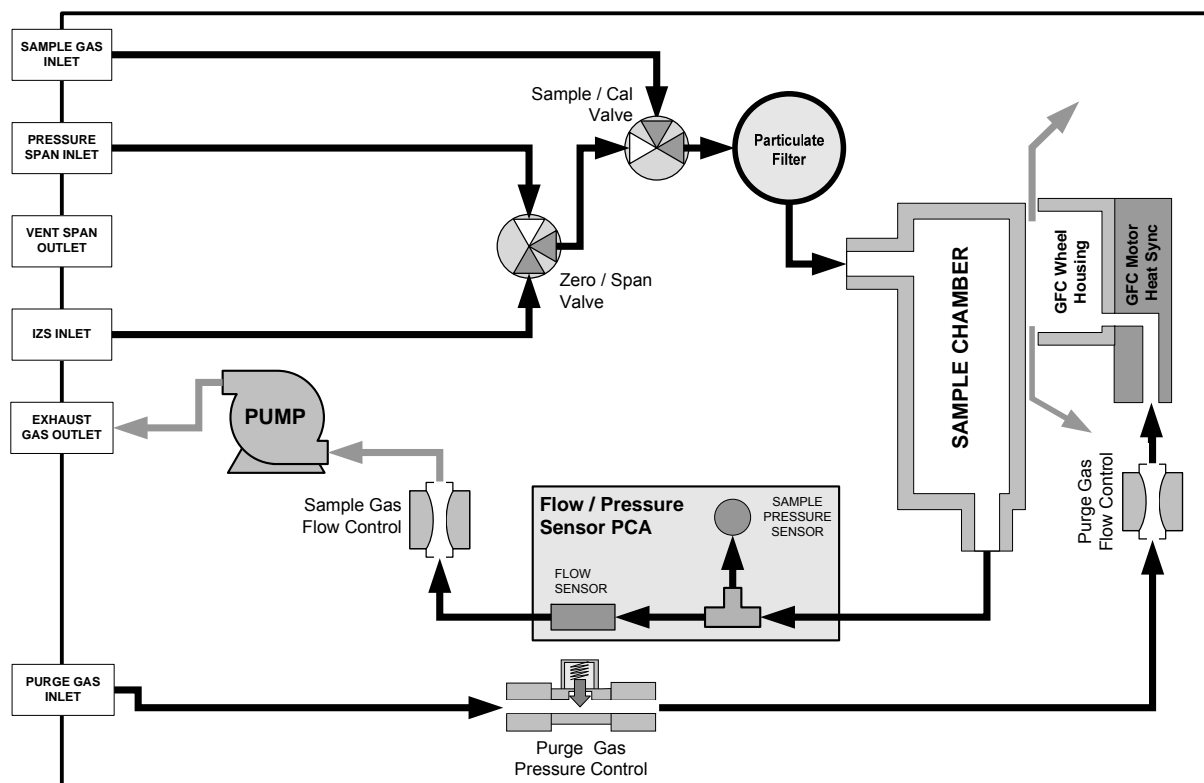 SAMPLE GAS
INLET
Sample / Cal
Valve
PRESSURE
SPAN INLET
Particulate
Filter
VENT SPAN
OUTLET
Zero / Span
Valve
IZS INLET
SAMPLE CHAMBER
GFC Wheel
Housing
GFC Motor
Heat Sync
EXHAUST
GAS OUTLET
PUMP
Sample Gas
Flow Control
Flow / Pressure
Sensor PCA
SAMPLE
PRESSURE
SENSOR
FLOW
SENSOR
Purge Gas
Flow Control
PURGE GAS
INLET
Purge Gas
Pressure Control